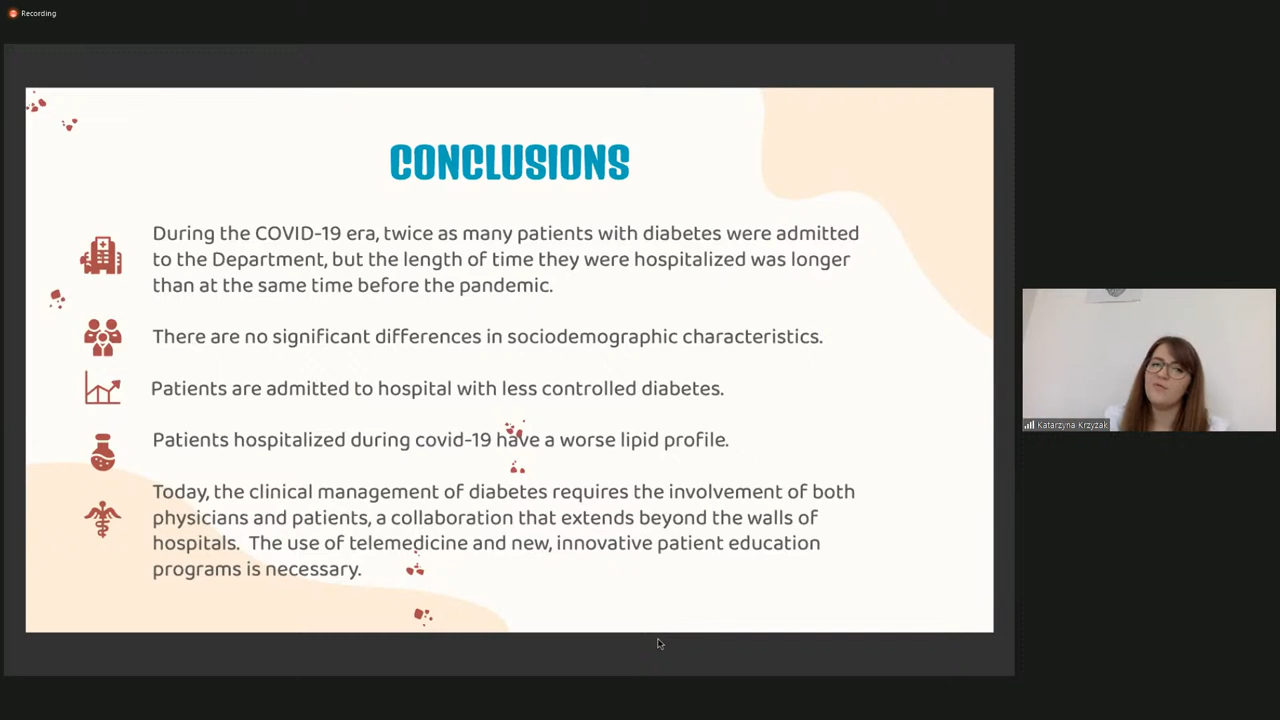 Recording
CONCLUSIONS
During the COVID-19 era, twice as many patients with diabetes were admitted
to the Department, but the length of time they were hospitalized was longer
than at the same time before the pandemic.
There are no significant differences in sociodemographic characteristics.
Patients are admitted to hospital with less controlled diabetes.
Patients hospitalized during covid-19 have a worse lipid profile.
Today, the clinical management of diabetes requires the involvement of both
physicians and patients, a collaboration that extends beyond the walls of
hospitals. The use of telemedicine and new, innovative patient education
programs is necessary.
Katarzyna Krzyżak